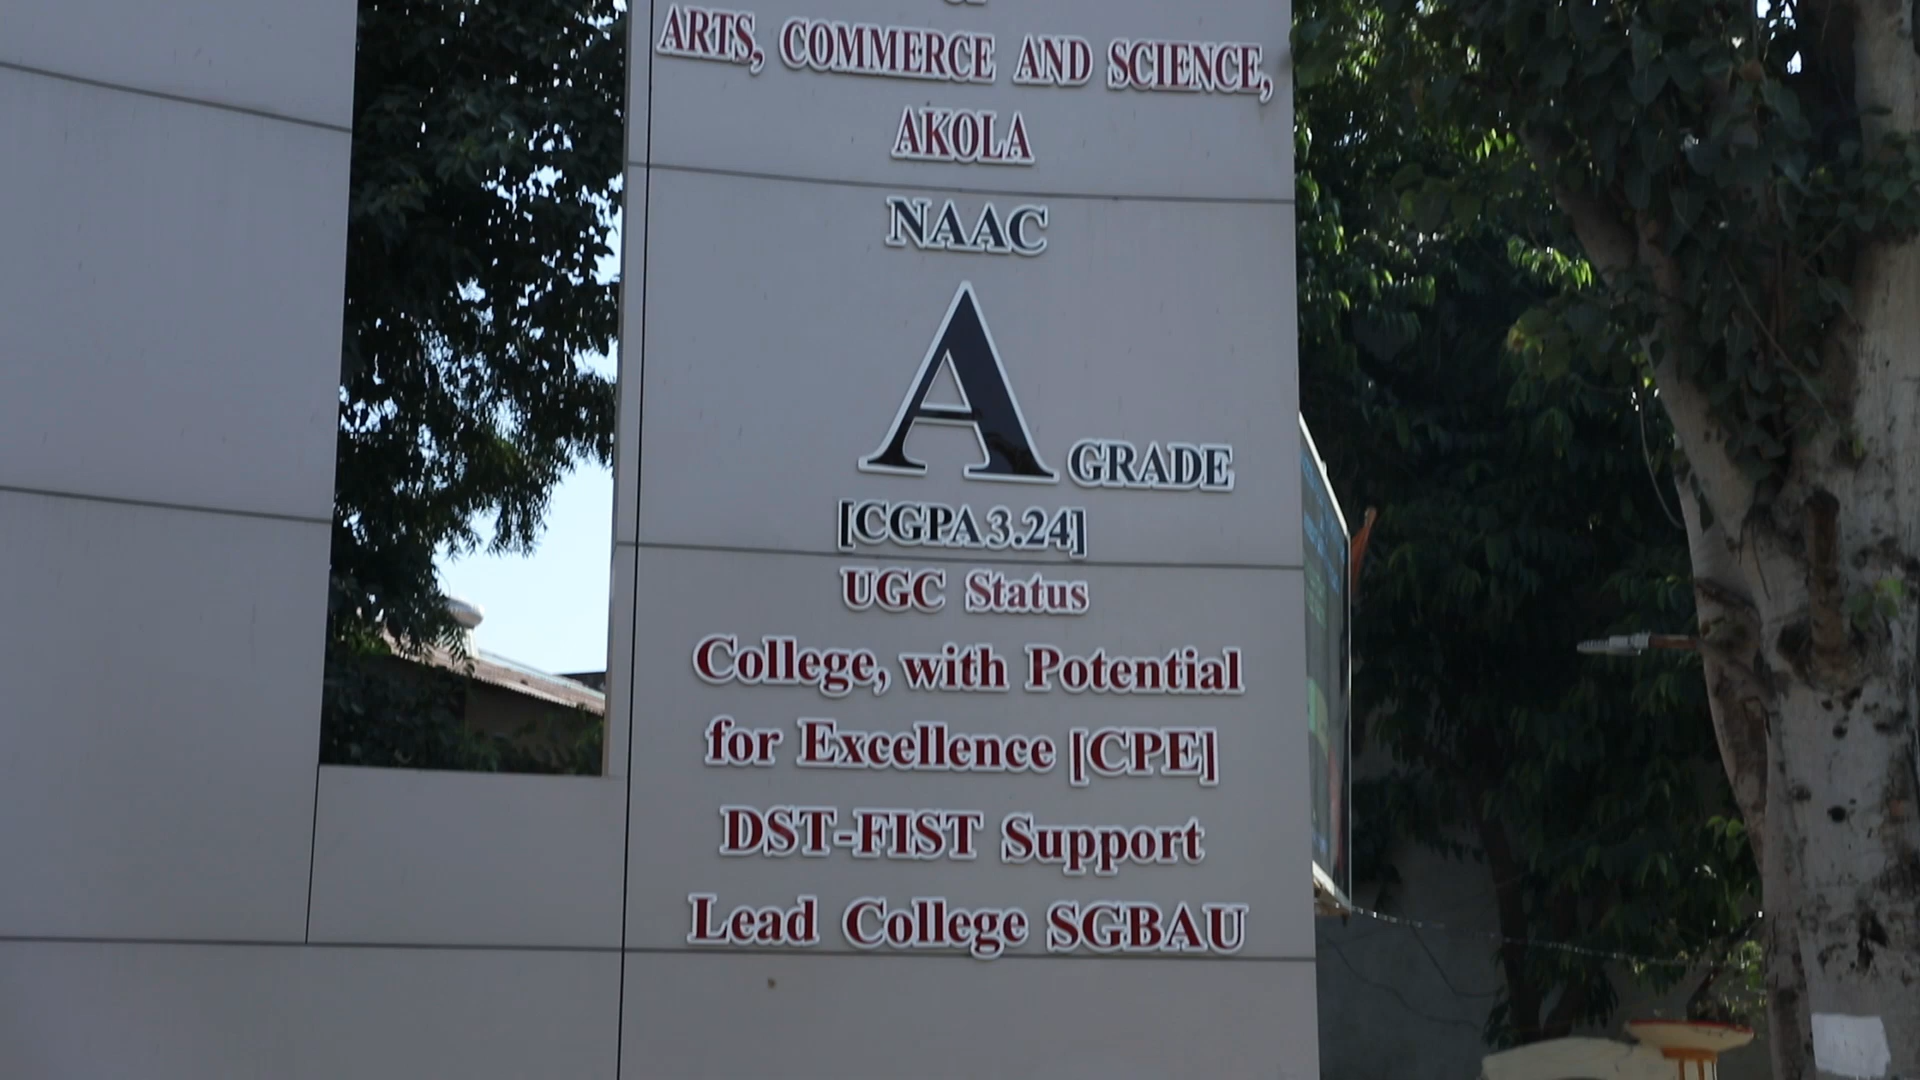 ARTS, COMMERCE AND SCIENCE,
AKOLA
NAAC
A GRADE
[CGPA 3.24]
UGC Status
College, with Potential
for Excellence [CPE]
DST-FIST Support
Lead College SGBAU